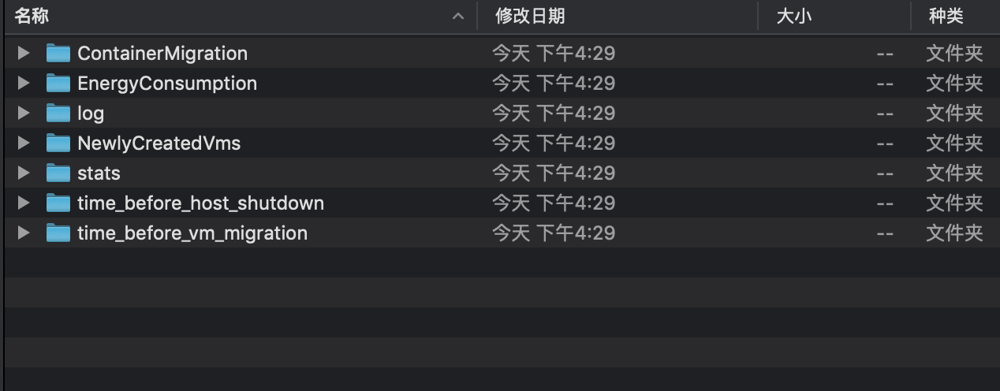 名称 修改日期 大小 种类
ContainerMigration 今天 下午4:29 -- 文件夹
EnergyConsumption 今天 下午4:29 -- 文件夹
log 今天 下午4:29 -- 文件夹
NewlyCreatedVms 今天 下午4:29 -- 文件夹
stats 今天 下午4:29 -- 文件夹
time_before_host_shutdown 今天 下午4:29 -- 文件夹
time_before_vm_migration 今天 下午4:29 -- 文件夹